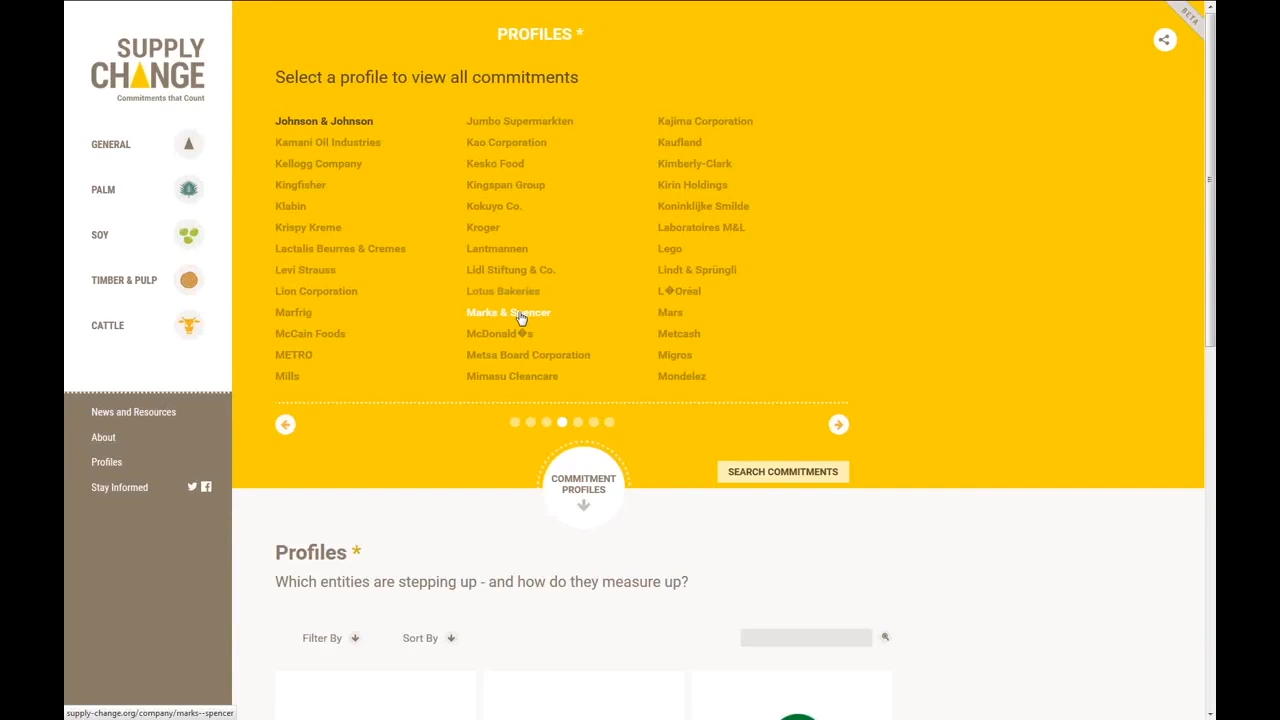 SUPPLY
CHANGE
Commitments that Count
GENERAL
PALM
SOY
TIMBER & PULP
CATTLE
News and Resources
About
Profiles
Stay Informed
PROFILES *
BETA
Select a profile to view all commitments
Johnson & Johnson Jumbo Supermarkten Kajima Corporation
Kamani Oil Industries Kao Corporation Kaufland
Kellogg Company Kesko Food Kimberly-Clark
Kingfisher Kingspan Group Kirin Holdings
Klabin Kokuyo Co. Koninklijke Smilde
Krispy Kreme Kroger Laboratoires M&L
Lactalis Beurres & Cremes Lantmannen Lego
Levi Strauss Lidl Stiftung & Co. Lindt & Sprüngli
Lion Corporation Lotus Bakeries L�Oréal
Marfrig Marks & Spencer Mars
McCain Foods McDonald�s Metcash
METRO Metsa Board Corporation Migros
Mills Mimasu Cleancare Mondelez
SEARCH COMMITMENTS
COMMITMENT
PROFILES
Profiles *
Which entities are stepping up - and how do they measure up?
Filter By Sort By
supply-change.org/company/marks--spencer